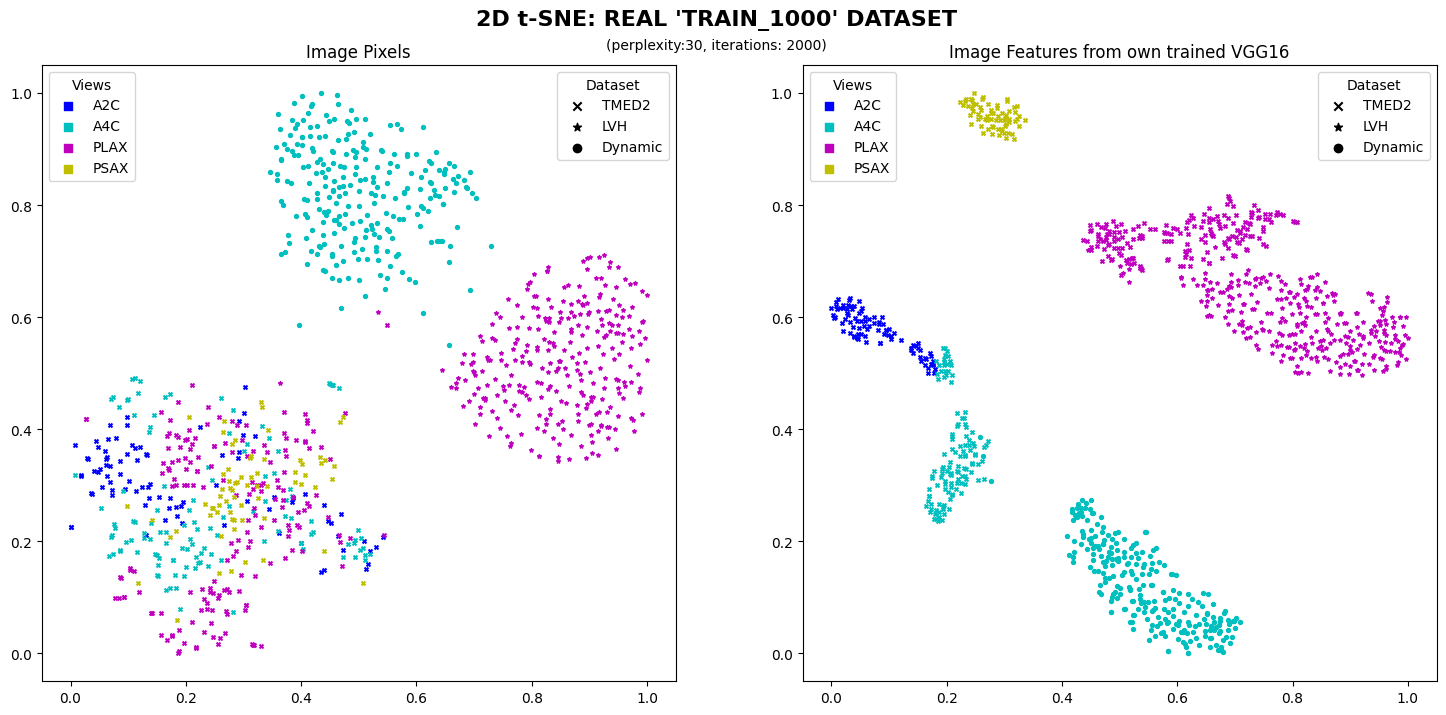 2D t-SNE: REAL 'TRAIN_1000' DATASET
(perplexity:30, iterations: 2000)
Image Pixels
Views
A2C
A4C
PLAX
PSAX
Dataset
TMED2
LVH
Dynamic
1.0
0.8
0.6
0.4
0.2
0.0
0.0 0.2 0.4 0.6 0.8 1.0
Image Features from own trained VGG16
Views
A2C
A4C
PLAX
PSAX
Dataset
TMED2
LVH
Dynamic
1.0
0.8
0.6
0.4
0.2
0.0
0.0 0.2 0.4 0.6 0.8 1.0